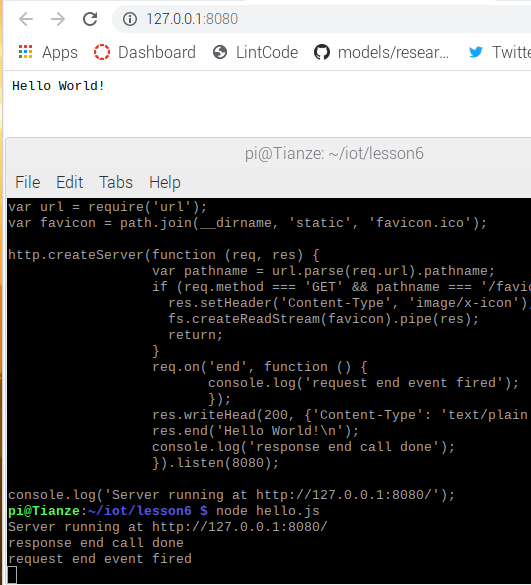 127.0.0.1:8080
Apps Dashboard LintCode models/resear... Twitte
Hello World!
pi@Tianze: ~/iot/lesson6
File Edit Tabs Help
var url = require('url');
var favicon = path.join(__dirname, 'static', 'favicon.ico');
http.createServer(function (req, res) {
var pathname = url.parse(req.url).pathname;
if (req.method === 'GET' && pathname === '/favic
res.setHeader('Content-Type', 'image/x-icon');
fs.createReadStream(favicon).pipe(res);
return;
}
req.on('end', function () {
console.log('request end event fired');
});
res.writeHead(200, {'Content-Type': 'text/plain
res.end('Hello World!\n');
console.log('response end call done');
}).listen(8080);
console.log('Server running at http://127.0.0.1:8080/');
pi@Tianze:~/iot/lesson6 $ node hello.js
Server running at http://127.0.0.1:8080/
response end call done
request end event fired